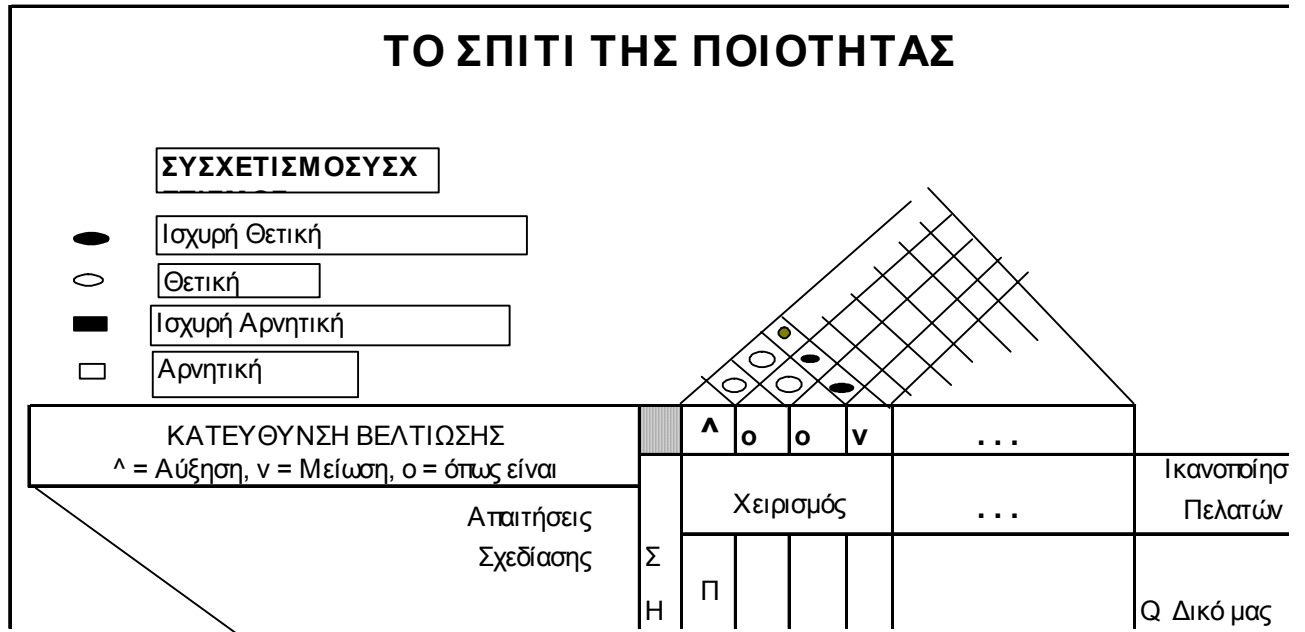 ΤΟ ΣΠΙΤΙ ΤΗΣ ΠΟΙΟΤΗΤΑΣ
ΣΥΣΧΕΤΙΣΜΟΣΥΣΧ
Ισχυρή Θετική
Θετική
Ισχυρή Αρνητική
Αρνητική
ΚΑΤΕΥΘΥΝΣΗ ΒΕΛΤΙΩΣΗΣ
^ = Αύξηση, v = Μείωση, o = όπως είναι
^ o o v . . .
Απαιτήσεις
Σχεδίασης
Χειρισμός
. . .
Ικανοποίησ
Πελατών
Σ
Η
Π
Q Δικό μας